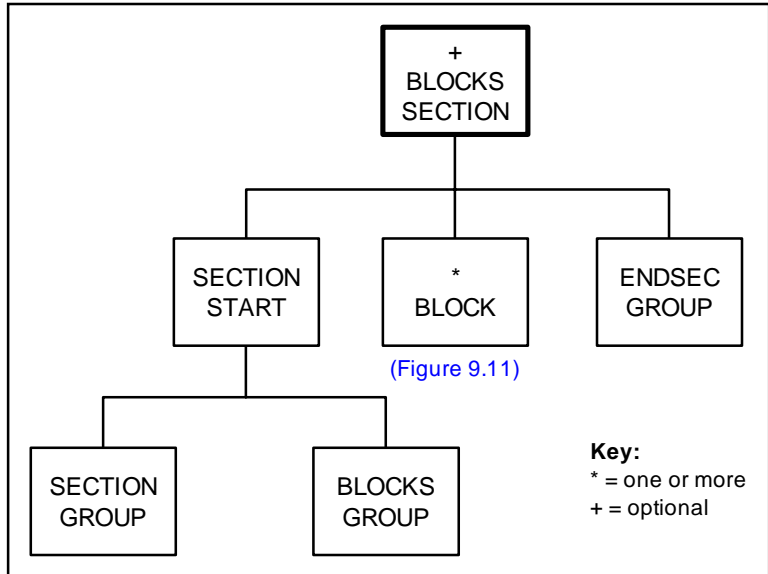 +
BLOCKS
SECTION
SECTION
START
*
BLOCK
ENDSEC
GROUP
(Figure 9.11)
SECTION
GROUP
BLOCKS
GROUP
Key:
* = one or more
+ = optional